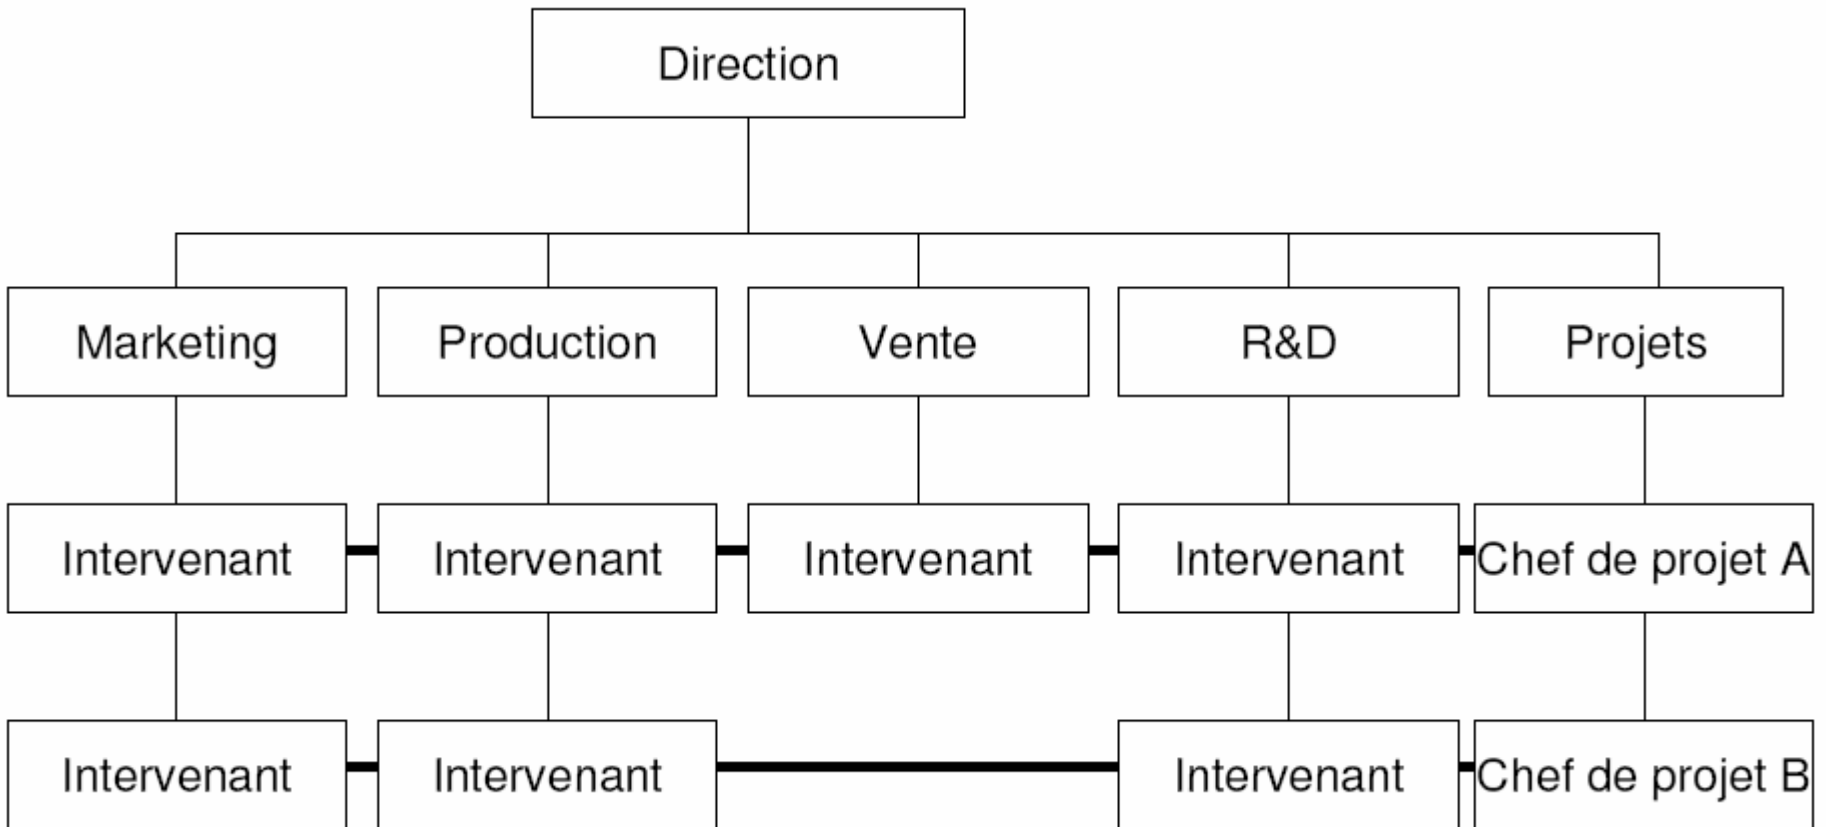 Direction
Marketing Production Vente R&D Projets
Intervenant Intervenant Intervenant Intervenant Chef de projet A
Intervenant Intervenant Intervenant Chef de projet B